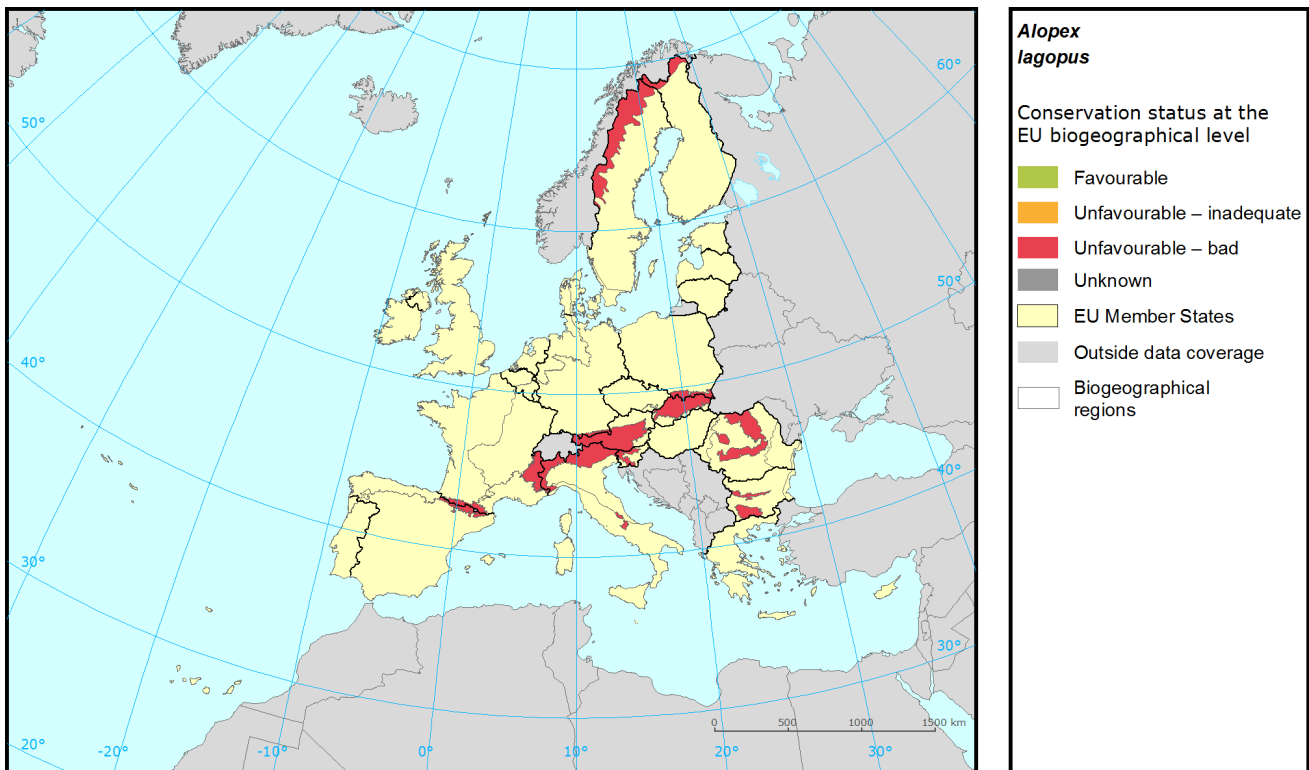 Alopex
lagopus
Conservation status at the
EU biogeographical level
Favourable
Unfavourable – inadequate
Unfavourable – bad
Unknown
EU Member States
Outside data coverage
Biogeographical
regions
60°
50°
50°
40°
40°
30°
30°
20°
-20°
-10°
0°
10°
20°
30°
0
500
1000
1500 km